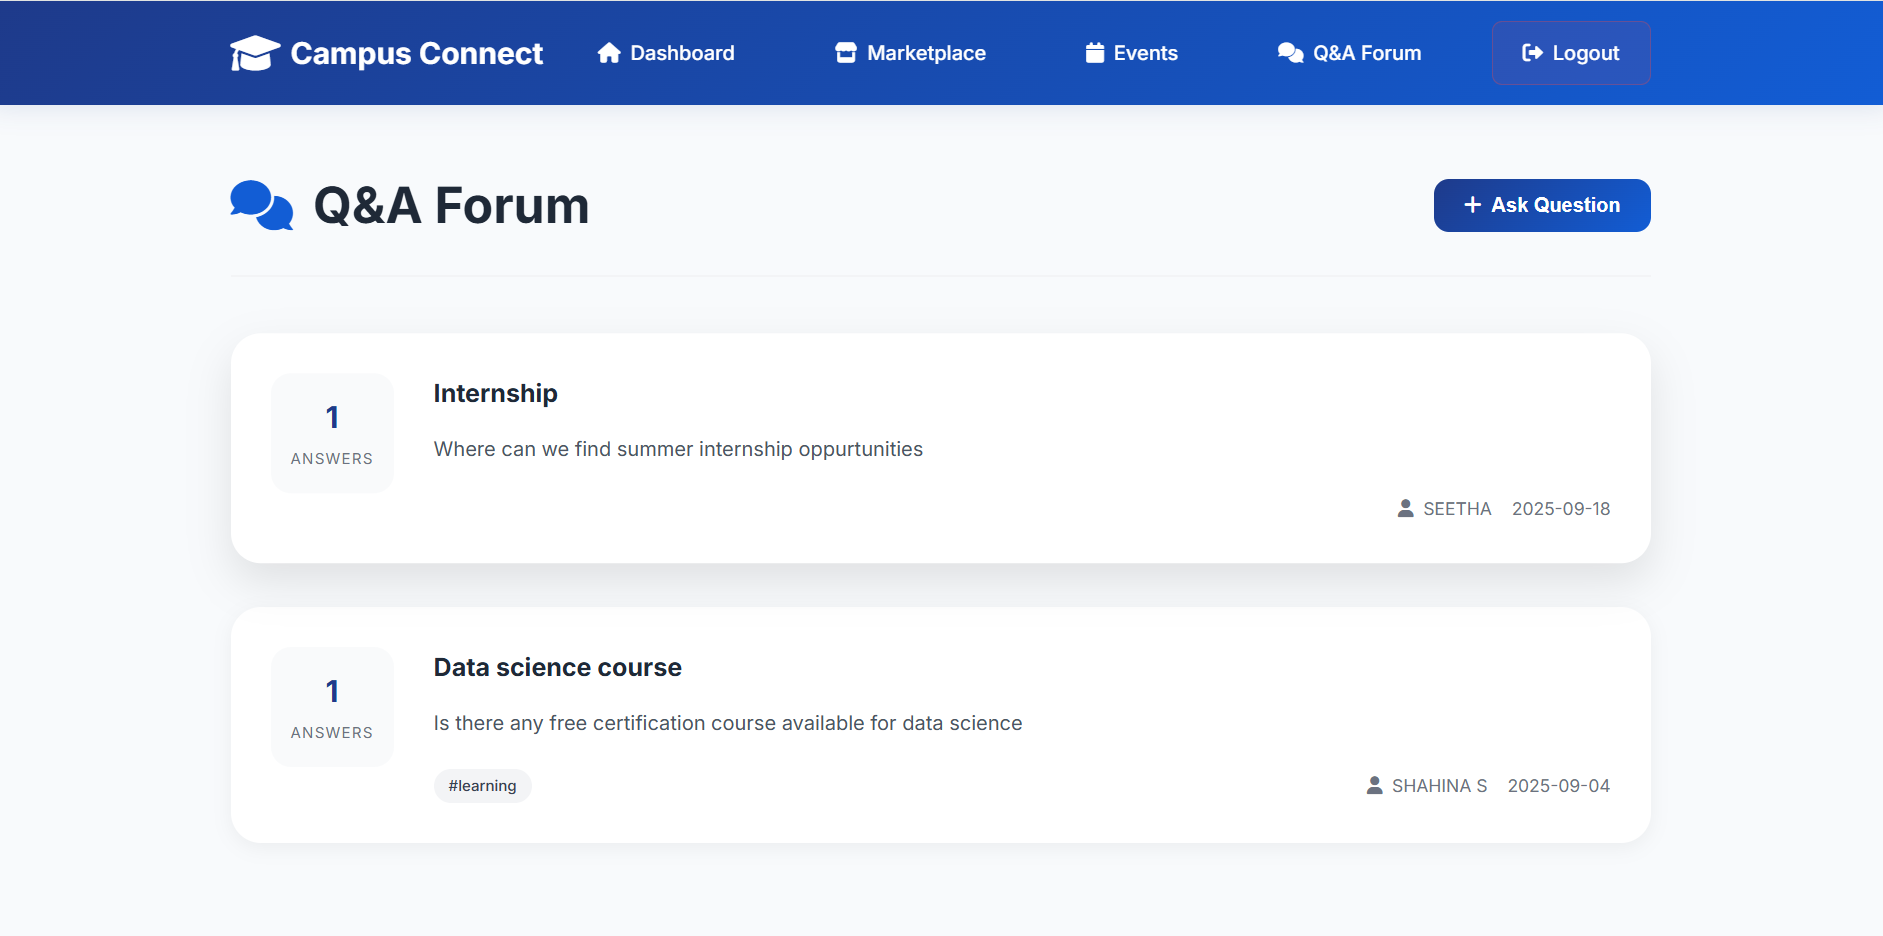 Campus Connect
Dashboard
Marketplace
Events
Q&A Forum
Logout
Q&A Forum
Ask Question
1
ANSWERS
Internship
Where can we find summer internship oppurtunities
SEETHA 2025-09-18
1
ANSWERS
Data science course
Is there any free certification course available for data science
#learning
SHAHINA S 2025-09-04